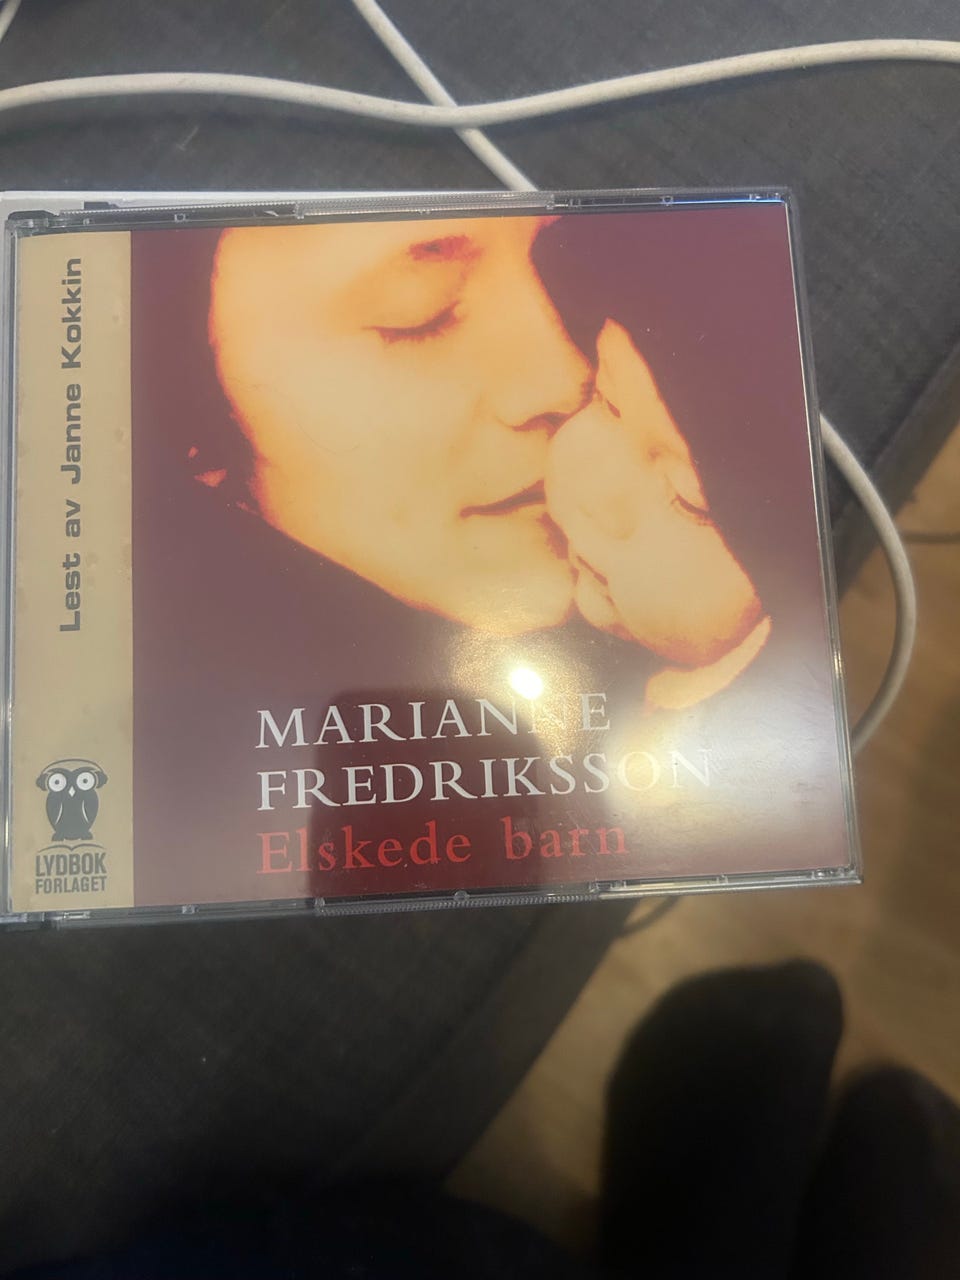 Lest av Janne Kokkin
MARIANNE
FREDRIKSSON
Elskede barn
LYDBOK
FORLAGET